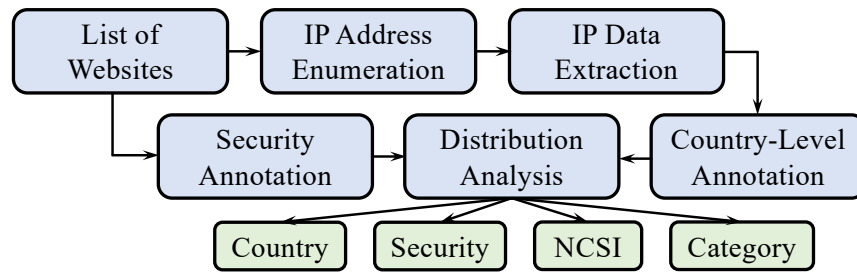 List of
Websites
IP Address
Enumeration
IP Data
Extraction
Security
Annotation
Distribution
Analysis
Country-Level
Annotation
Country
Security
NCSI
Category